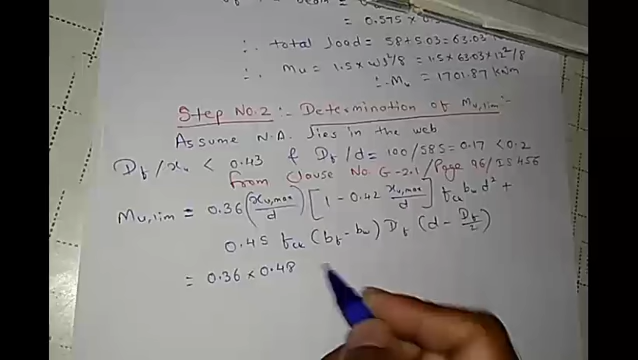 = 0.575 x 0.
∴ total load = 58+5.03 = 63.03
∴ Mu = 1.5 x wl²/8 = 1.5 x 63.03 x 12²/8
∴ Mu = 1701.87 kNm
Step No.2 :- Determination of Mu,lim :-
Assume N.A. lies in the web
Df/xu < 0.43 & Df/d = 100/585 = 0.17 < 0.2
from Clouse No. G-2.1/Page 96/IS 456
Mu,lim = 0.36 (xu,max/d) [1 - 0.42 xu,max/d] fck bw d² +
0.45 fck (bf - bw) Df (d - Df/2)
= 0.36 x 0.48